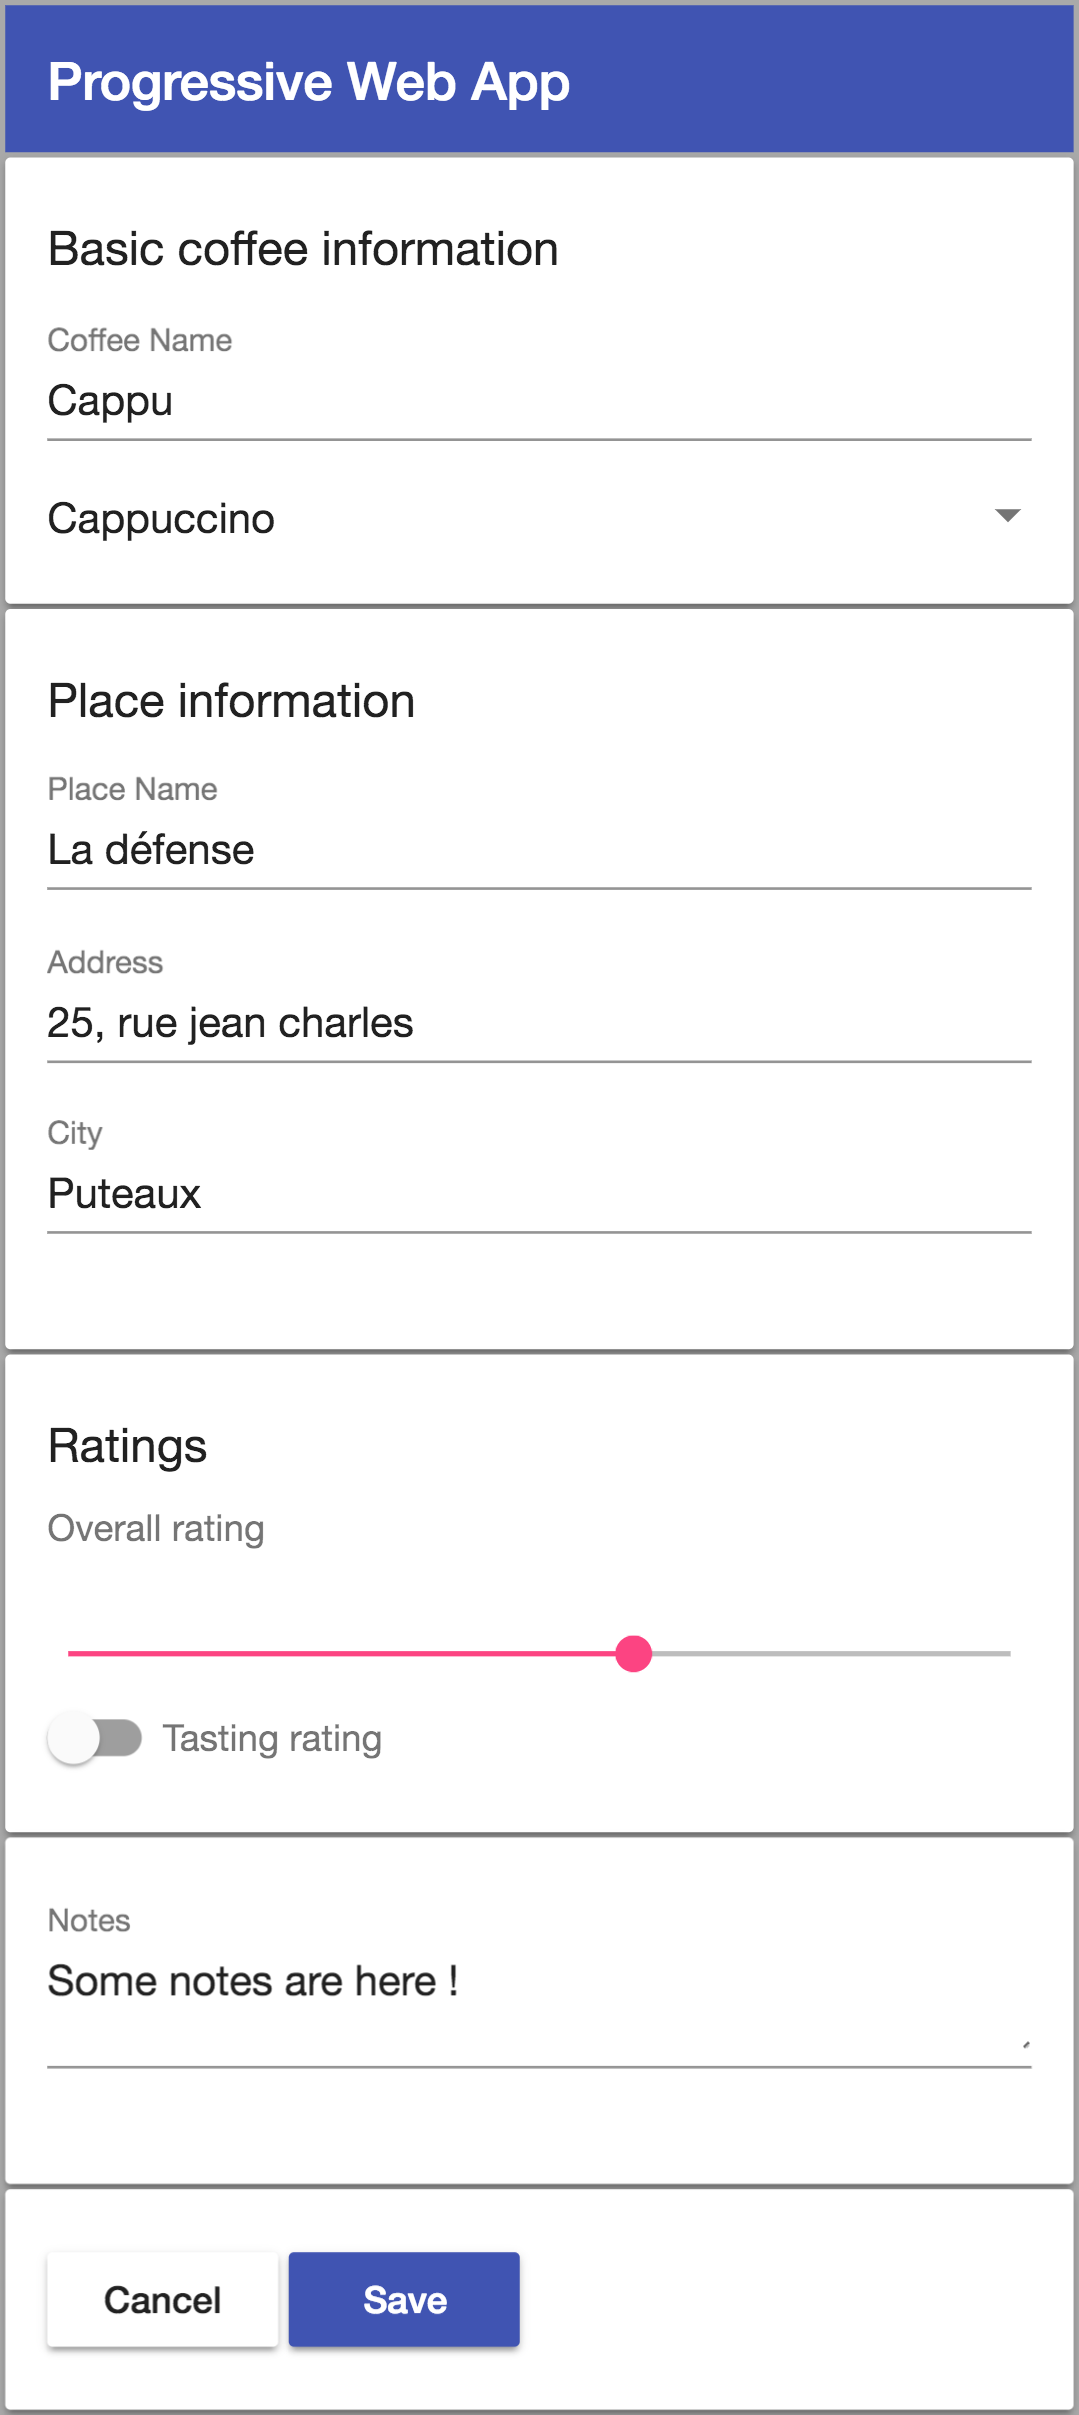 Progressive Web App
Basic coffee information
Coffee Name
Cappu
Cappuccino
Place information
Place Name
La défense
Address
25, rue jean charles
City
Puteaux
Ratings
Overall rating
Tasting rating
Notes
Some notes are here !
Cancel Save